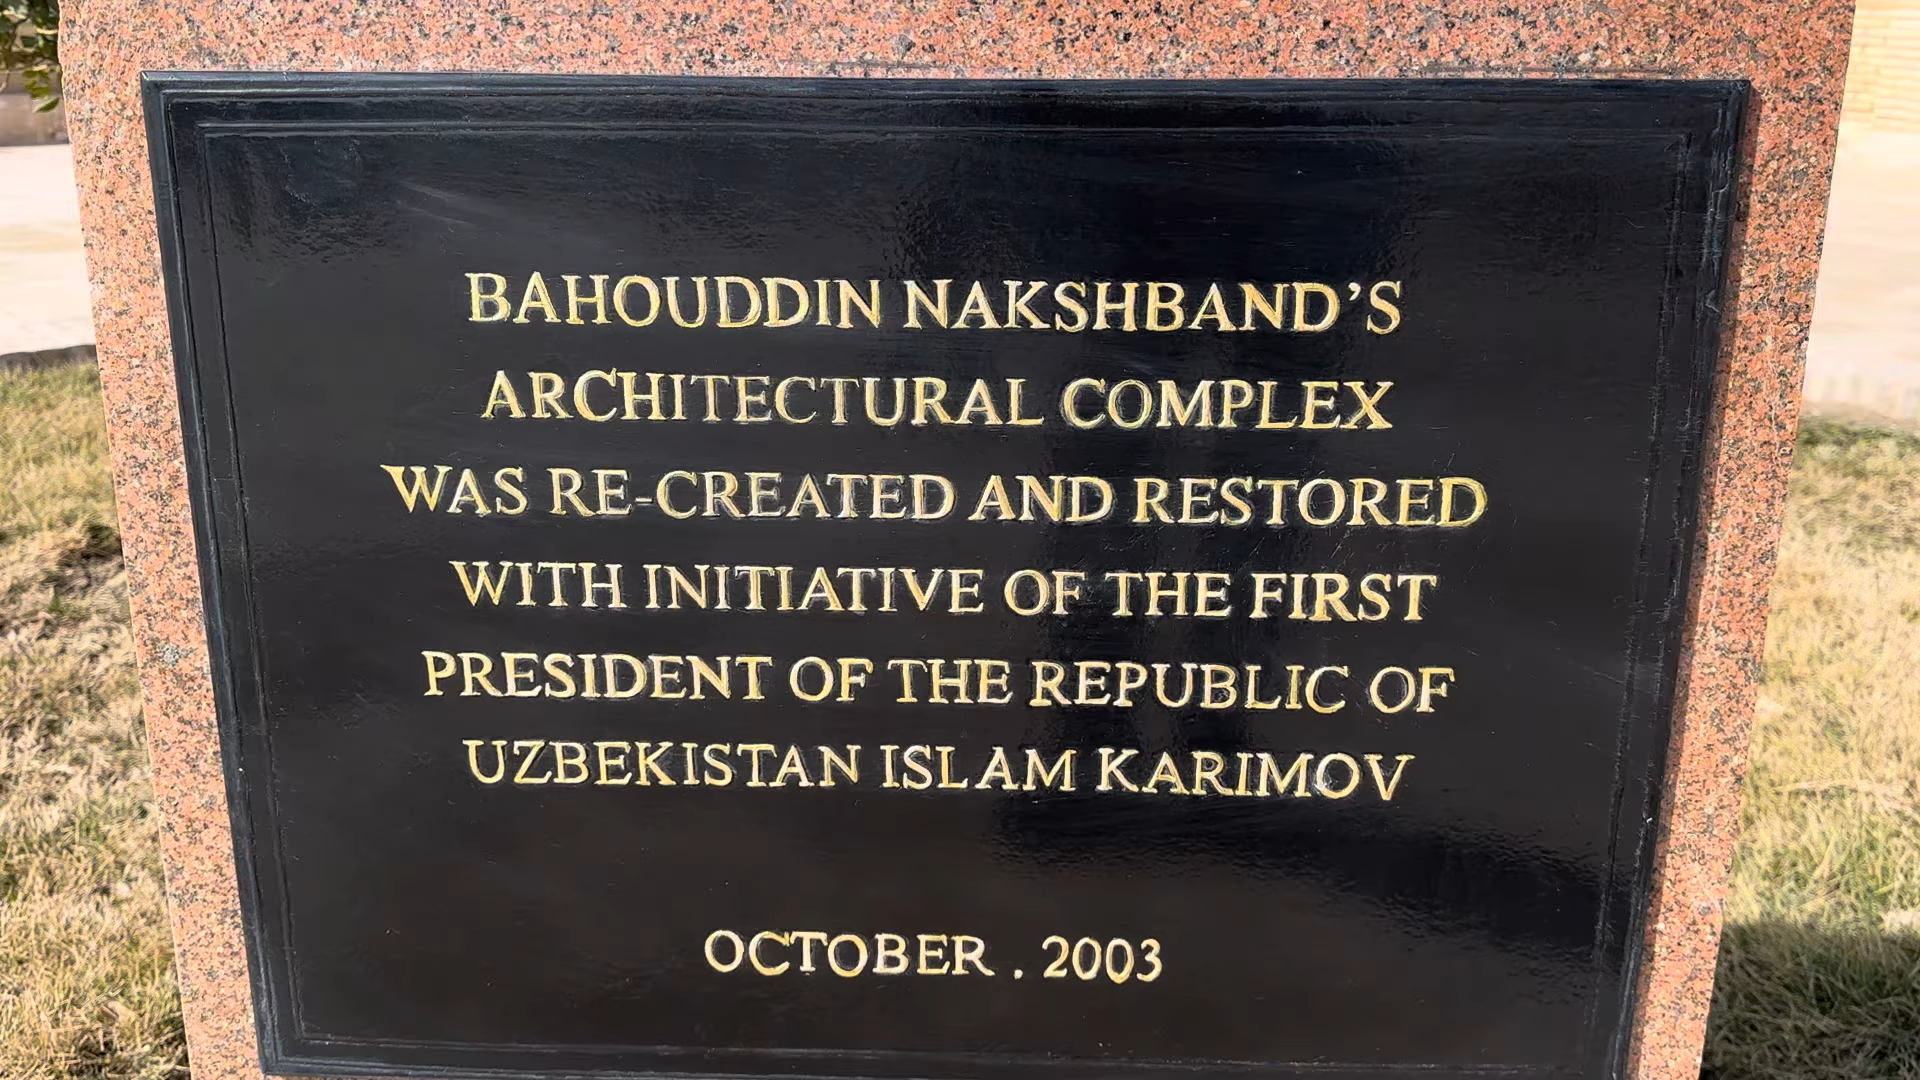 BAHOUDDIN NAKSHBAND'S
ARCHITECTURAL COMPLEX
WAS RE-CREATED AND RESTORED
WITH INITIATIVE OF THE FIRST
PRESIDENT OF THE REPUBLIC OF
UZBEKISTAN ISLAM KARIMOV
OCTOBER . 2003